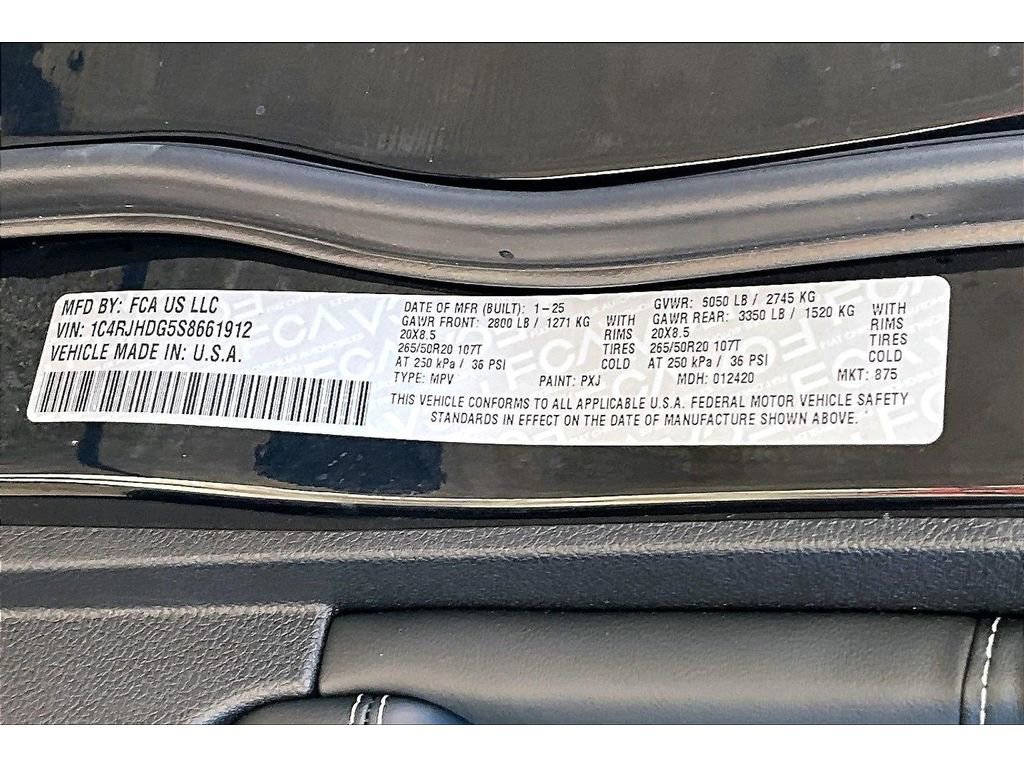 MFD BY: FCA US LLC
VIN: 1C4RJHDG5S8661912
VEHICLE MADE IN: U.S.A.
DATE OF MFR (BUILT): 1-25
GVWR: 6050 LB / 2745 KG
GAWR FRONT: 2800 LB / 1271 KG WITH
20X8.5 RIMS
265/50R20 107T TIRES
AT 250 kPa / 36 PSI COLD
GAWR REAR: 3350 LB / 1520 KG WITH
20X8.5 RIMS
265/50R20 107T TIRES
AT 250 kPa / 36 PSI COLD
TYPE: MPV PAINT: PXJ MDH: 012420 MKT: 875
THIS VEHICLE CONFORMS TO ALL APPLICABLE U.S.A. FEDERAL MOTOR VEHICLE SAFETY
STANDARDS IN EFFECT ON THE DATE OF MANUFACTURE SHOWN ABOVE.